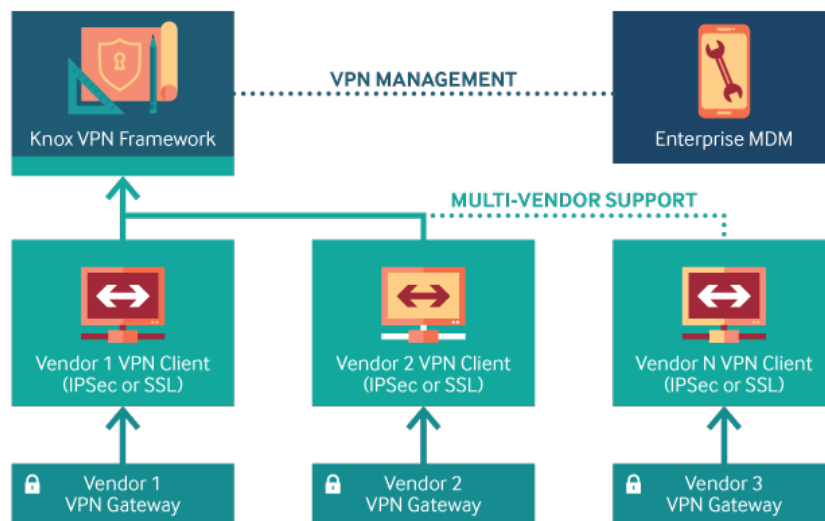 VPN MANAGEMENT
Knox VPN Framework
Enterprise MDM
MULTI-VENDOR SUPPORT
Vendor 1 VPN Client
(IPSec or SSL)
Vendor 2 VPN Client
(IPSec or SSL)
Vendor N VPN Client
(IPSec or SSL)
Vendor 1
VPN Gateway
Vendor 2
VPN Gateway
Vendor 3
VPN Gateway